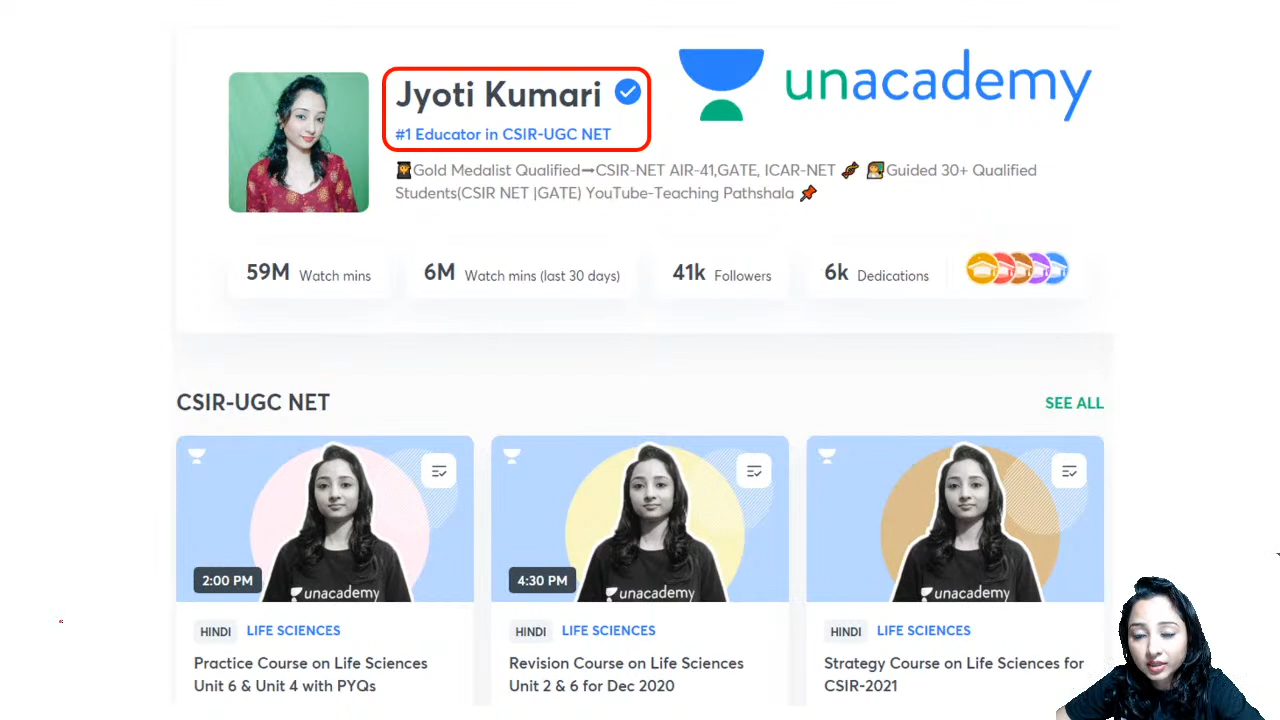 Jyoti Kumari
unacademy
#1 Educator in CSIR-UGC NET
Gold Medalist Qualified➞CSIR-NET AIR-41,GATE, ICAR-NET 🧬 👩‍🏫Guided 30+ Qualified
Students(CSIR NET |GATE) YouTube-Teaching Pathshala 📌
59M Watch mins
6M Watch mins (last 30 days)
41k Followers
6k Dedications
CSIR-UGC NET
SEE ALL
2:00 PM
unacademy
4:30 PM
unacademy
unacademy
HINDI LIFE SCIENCES
Practice Course on Life Sciences
Unit 6 & Unit 4 with PYQs
HINDI LIFE SCIENCES
Revision Course on Life Sciences
Unit 2 & 6 for Dec 2020
HINDI LIFE SCIENCES
Strategy Course on Life Sciences for
CSIR-2021